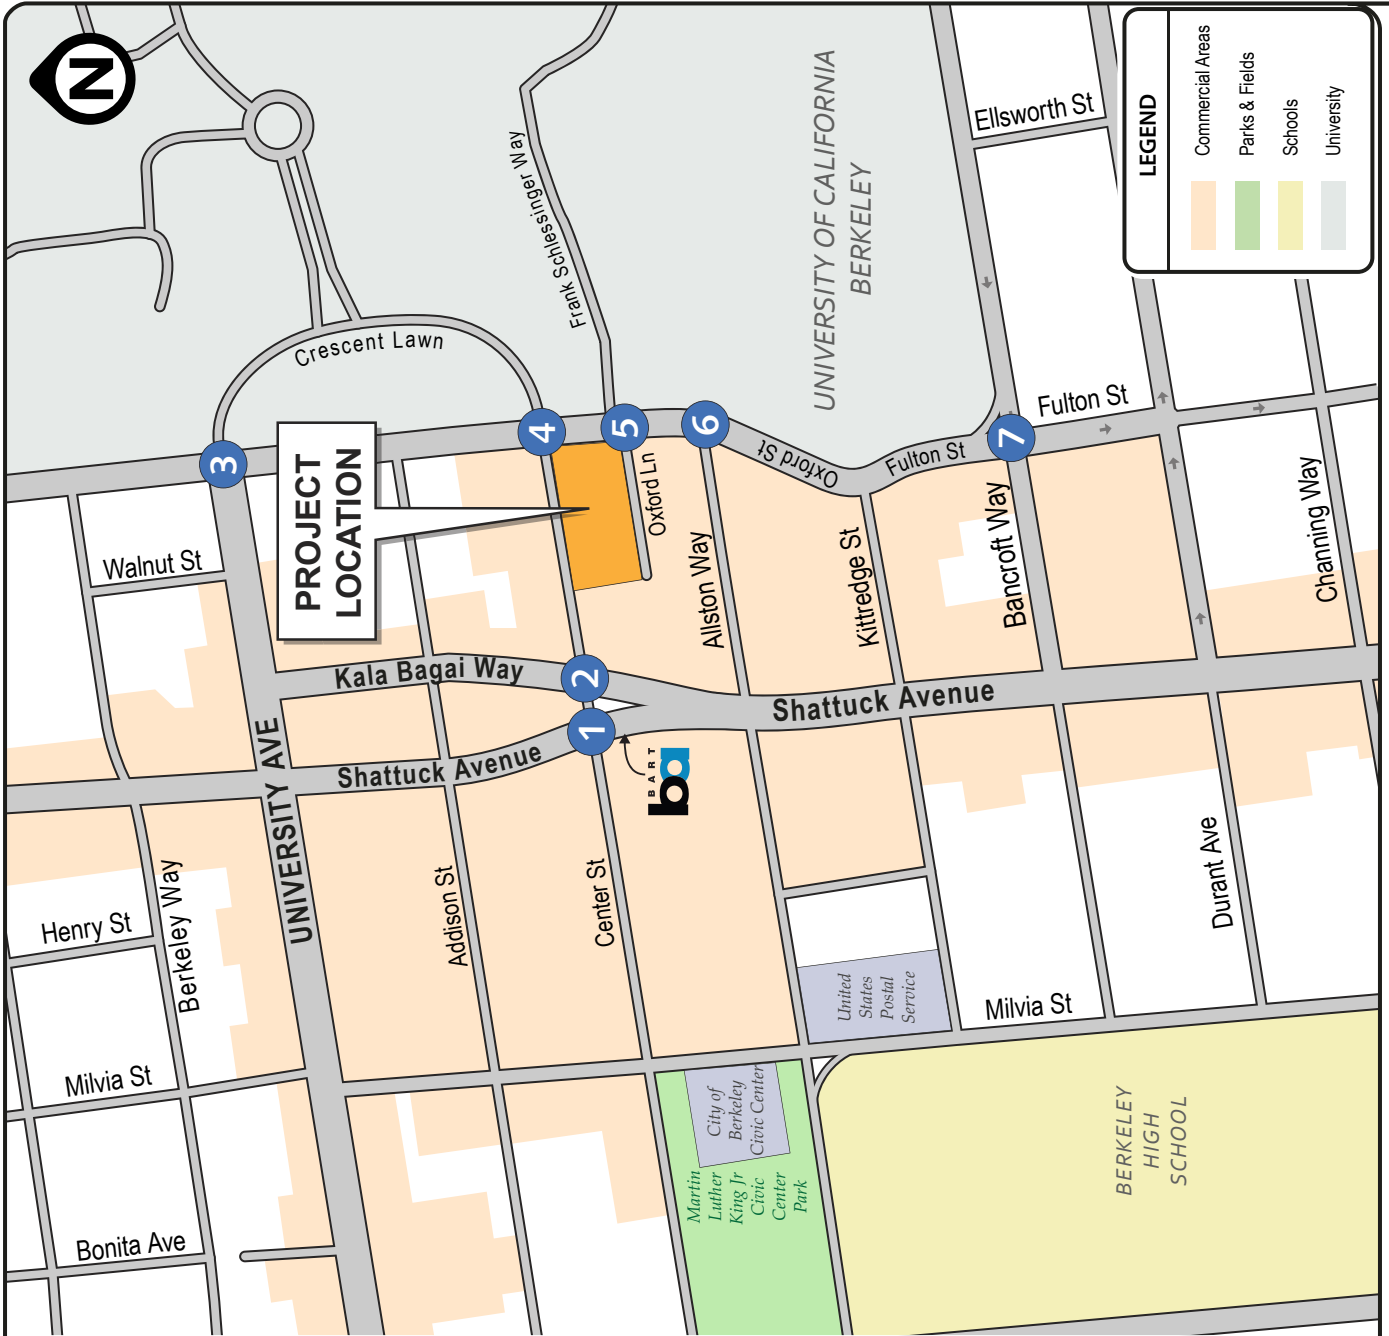 N
LEGEND
Commercial Areas
Parks & Fields
Schools
University
Ellsworth St
UNIVERSITY OF CALIFORNIA
BERKELEY
Frank Schlessinger Way
Crescent Lawn
PROJECT
LOCATION
3
4
5
6
7
2
1
Walnut St
Oxford Ln
Oxford St
Fulton St
Fulton St
Allston Way
Kittredge St
Bancroft Way
Channing Way
Kala Bagai Way
Shattuck Avenue
Shattuck Avenue
UNIVERSITY AVE
BART
ba
Henry St
Berkeley Way
Addison St
Center St
Durant Ave
United
States
Postal
Service
Milvia St
Milvia St
City of
Berkeley
Civic Center
Martin
Luther
King Jr
Civic
Center
Park
BERKELEY
HIGH
SCHOOL
Bonita Ave